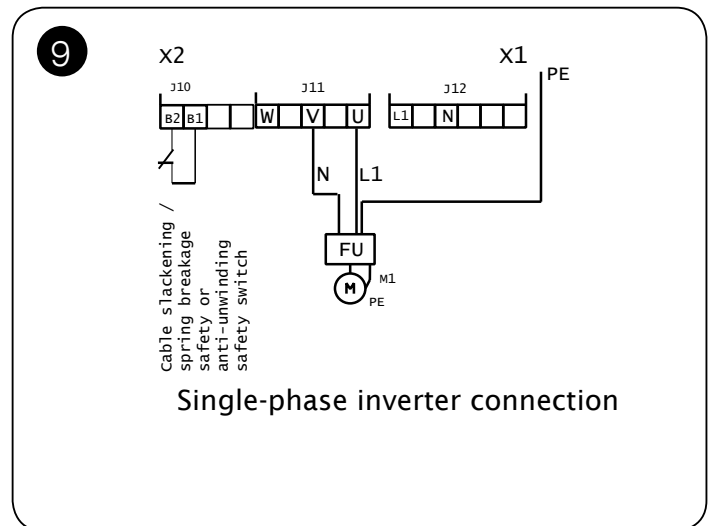 9
X2
X1
PE
J10
J11
J12
B2 B1
W V U
L1 N
N
L1
FU
M
M1
PE
Cable slackening /
spring breakage
safety or
anti-unwinding
safety switch
Single-phase inverter connection